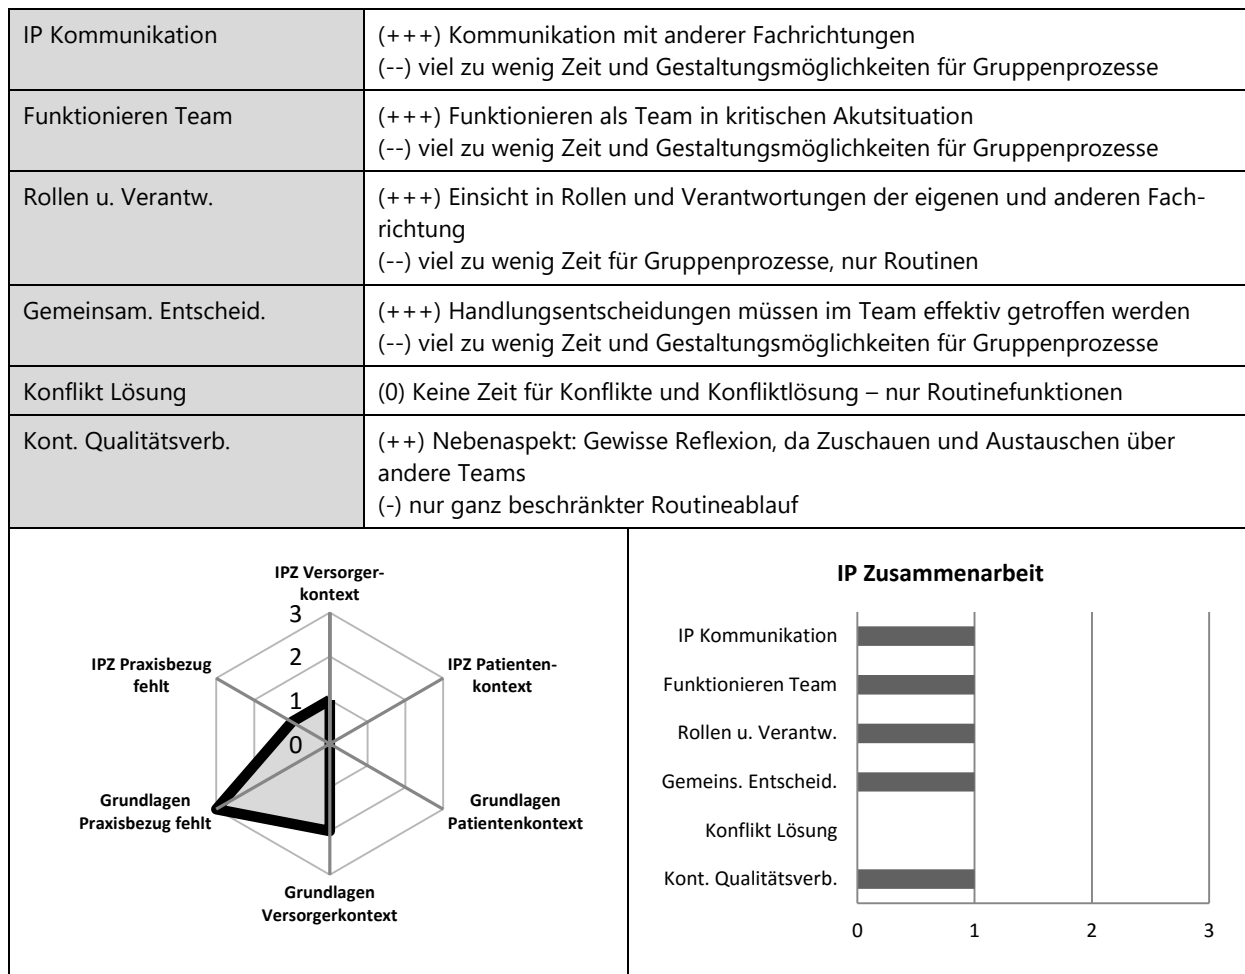 IP Kommunikation
(+++) Kommunikation mit anderer Fachrichtungen
(--) viel zu wenig Zeit und Gestaltungsmöglichkeiten für Gruppenprozesse
Funktionieren Team
(+++) Funktionieren als Team in kritischen Akutsituation
(--) viel zu wenig Zeit und Gestaltungsmöglichkeiten für Gruppenprozesse
Rollen u. Verantw.
(+++) Einsicht in Rollen und Verantwortungen der eigenen und anderen Fach-
richtung
(--) viel zu wenig Zeit für Gruppenprozesse, nur Routinen
Gemeinsam. Entscheid.
(+++) Handlungsentscheidungen müssen im Team effektiv getroffen werden
(--) viel zu wenig Zeit und Gestaltungsmöglichkeiten für Gruppenprozesse
Konflikt Lösung
(0) Keine Zeit für Konflikte und Konfliktlösung – nur Routinefunktionen
Kont. Qualitätsverb.
(++) Nebenaspekt: Gewisse Reflexion, da Zuschauen und Austauschen über
andere Teams
(-) nur ganz beschränkter Routineablauf
IPZ Versorger-
kontext
3
2
1
0
IPZ Praxisbezug
fehlt
IPZ Patienten-
kontext
Grundlagen
Praxisbezug fehlt
Grundlagen
Patientenkontext
Grundlagen
Versorgerkontext
IP Zusammenarbeit
IP Kommunikation
Funktionieren Team
Rollen u. Verantw.
Gemeins. Entscheid.
Konflikt Lösung
Kont. Qualitätsverb.
0 1 2 3